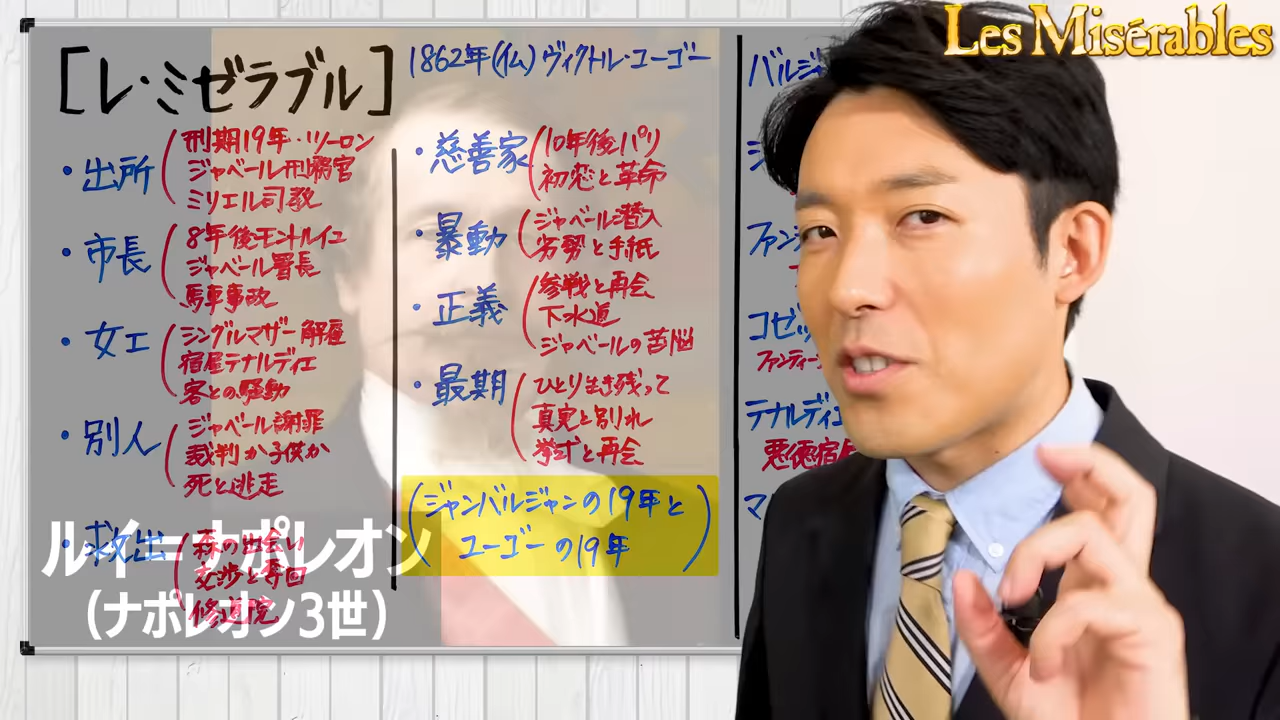 Les Misérables
[レ・ミゼラブル]
・出所
刑期19年・ツーロン
ジャベール刑務官
ミリエル司教
・市長
8年後モントルイユ
ジャベール署長
馬車事故
・女工
シングルマザー解雇
宿屋テナルディエ
客との騒動
・別人
ジャベール謝罪
裁判か子供か
死と逃走
・救出
森の出会い
交渉と奪回
修道院
1862年(仏)ヴィクトル・ユーゴー
・慈善家
10年後パリ
初恋と革命
・暴動
ジャベール潜入
劣勢と手紙
・正義
参戦と再会
下水道
ジャベールの苦悩
・最期
ひとり生き残って
真実と別れ
挙式と再会
(ジャンバルジャンの19年と
ユーゴーの19年)
バルジ
ファン
コゼッ
ファンティー
テナルディエ
悪徳宿
マ
ルイ=ナポレオン
(ナポレオン3世)